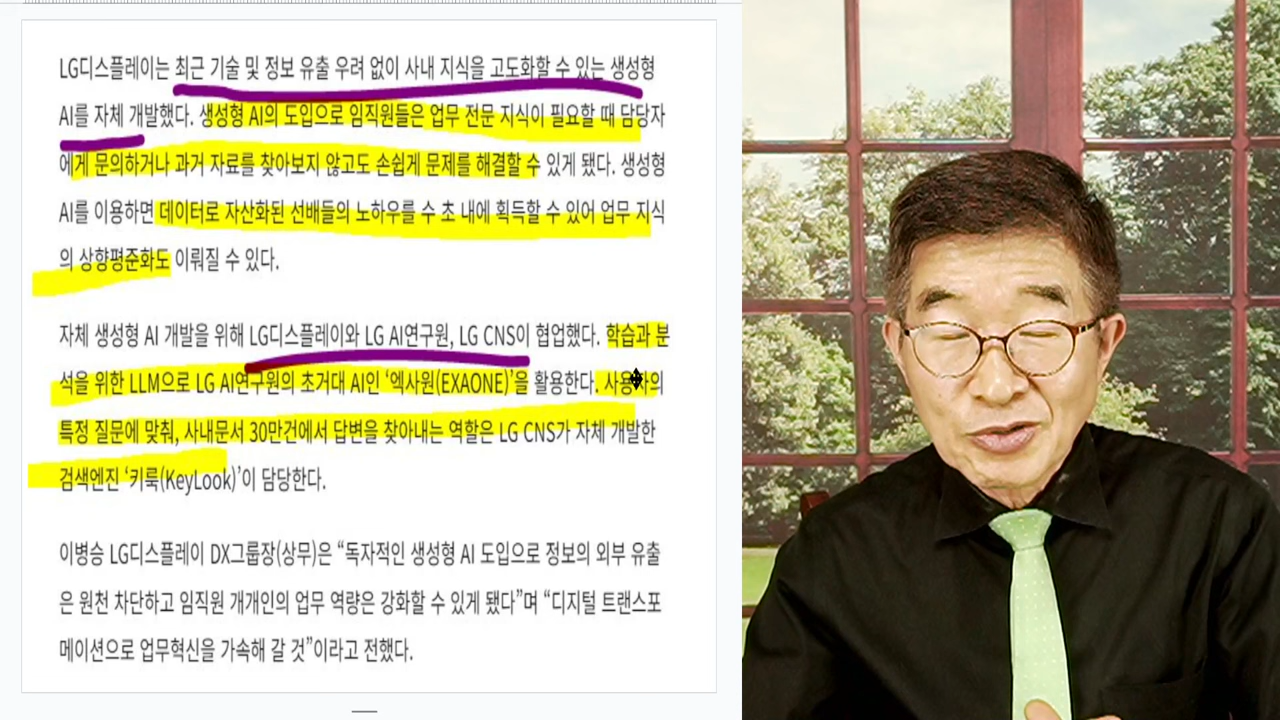 LG디스플레이는 최근 기술 및 정보 유출 우려 없이 사내 지식을 고도화할 수 있는 생성형
AI를 자체 개발했다. 생성형 AI의 도입으로 임직원들은 업무 전문 지식이 필요할 때 담당자
에게 문의하거나 과거 자료를 찾아보지 않고도 손쉽게 문제를 해결할 수 있게 됐다. 생성형
AI를 이용하면 데이터로 자산화된 선배들의 노하우를 수 초 내에 획득할 수 있어 업무 지식
의 상향평준화도 이뤄질 수 있다.
자체 생성형 AI 개발을 위해 LG디스플레이와 LG AI연구원, LG CNS이 협업했다. 학습과 분
석을 위한 LLM으로 LG AI연구원의 초거대 AI인 ‘엑사원(EXAONE)’을 활용한다. 사용자의
특정 질문에 맞춰, 사내문서 30만건에서 답변을 찾아내는 역할은 LG CNS가 자체 개발한
검색엔진 ‘키룩(KeyLook)’이 담당한다.
이병승 LG디스플레이 DX그룹장(상무)은 “독자적인 생성형 AI 도입으로 정보의 외부 유출
은 원천 차단하고 임직원 개개인의 업무 역량은 강화할 수 있게 됐다”며 “디지털 트랜스포
메이션으로 업무혁신을 가속해 갈 것”이라고 전했다.